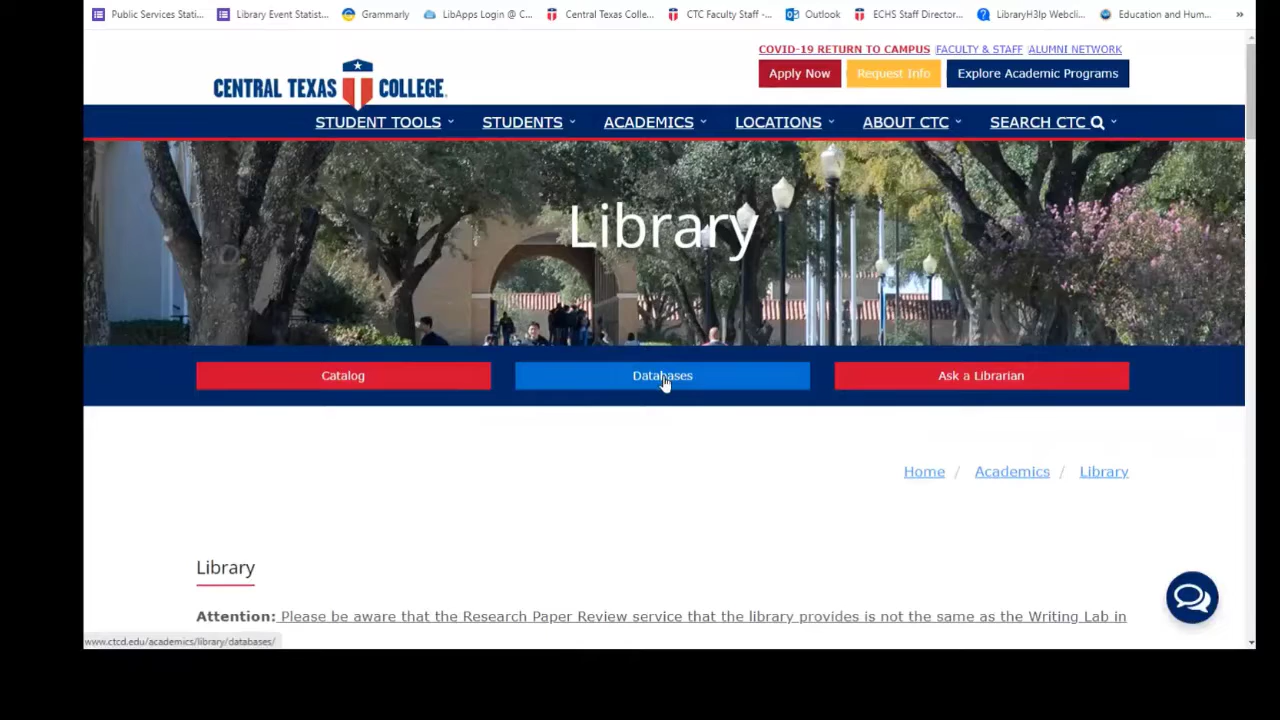 Public Services Stati... Library Event Statist... Grammarly LibApps Login @ C... Central Texas Colle... CTC Faculty Staff -... Outlook ECHS Staff Director... LibraryH3lp Webcli... Education and Hum... »
COVID-19 RETURN TO CAMPUS FACULTY & STAFF ALUMNI NETWORK
CENTRAL TEXAS COLLEGE
Apply Now Request Info Explore Academic Programs
STUDENT TOOLS STUDENTS ACADEMICS LOCATIONS ABOUT CTC SEARCH CTC
Library
Catalog Databases Ask a Librarian
Home / Academics / Library
Library
Attention: Please be aware that the Research Paper Review service that the library provides is not the same as the Writing Lab in
www.ctcd.edu/academics/library/databases/